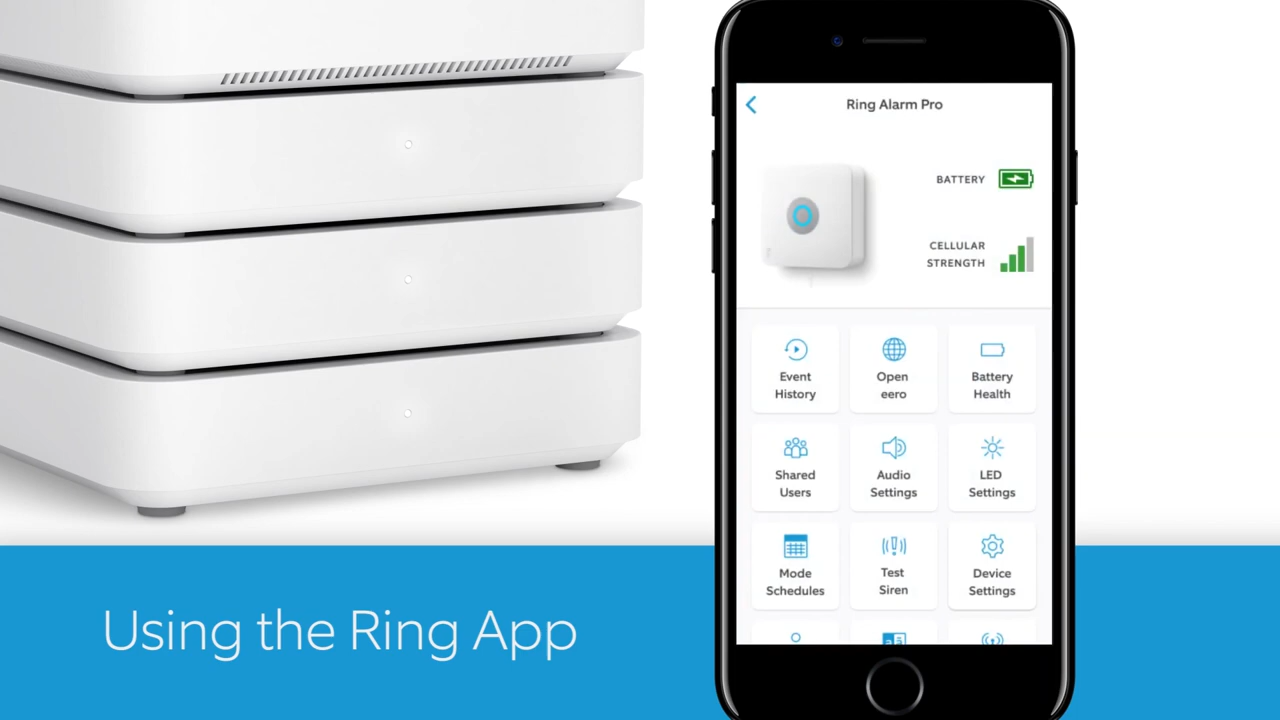 Ring Alarm Pro
BATTERY
CELLULAR
STRENGTH
Event
History
Open
eero
Battery
Health
Shared
Users
Audio
Settings
LED
Settings
Mode
Schedules
Test
Siren
Device
Settings
Using the Ring App